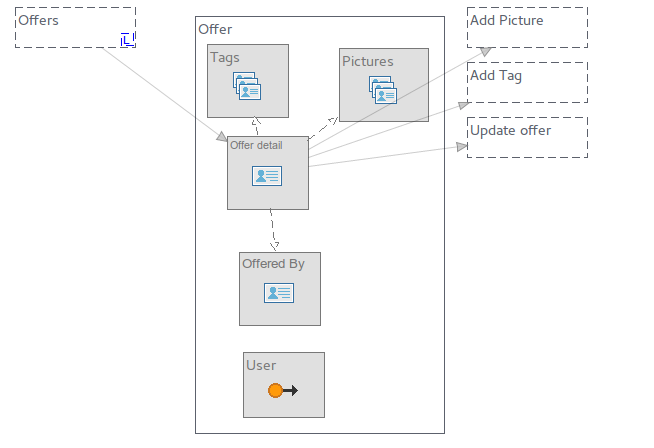 Offers
Offer
Tags
Pictures
Offer detail
Offered By
User
Add Picture
Add Tag
Update offer